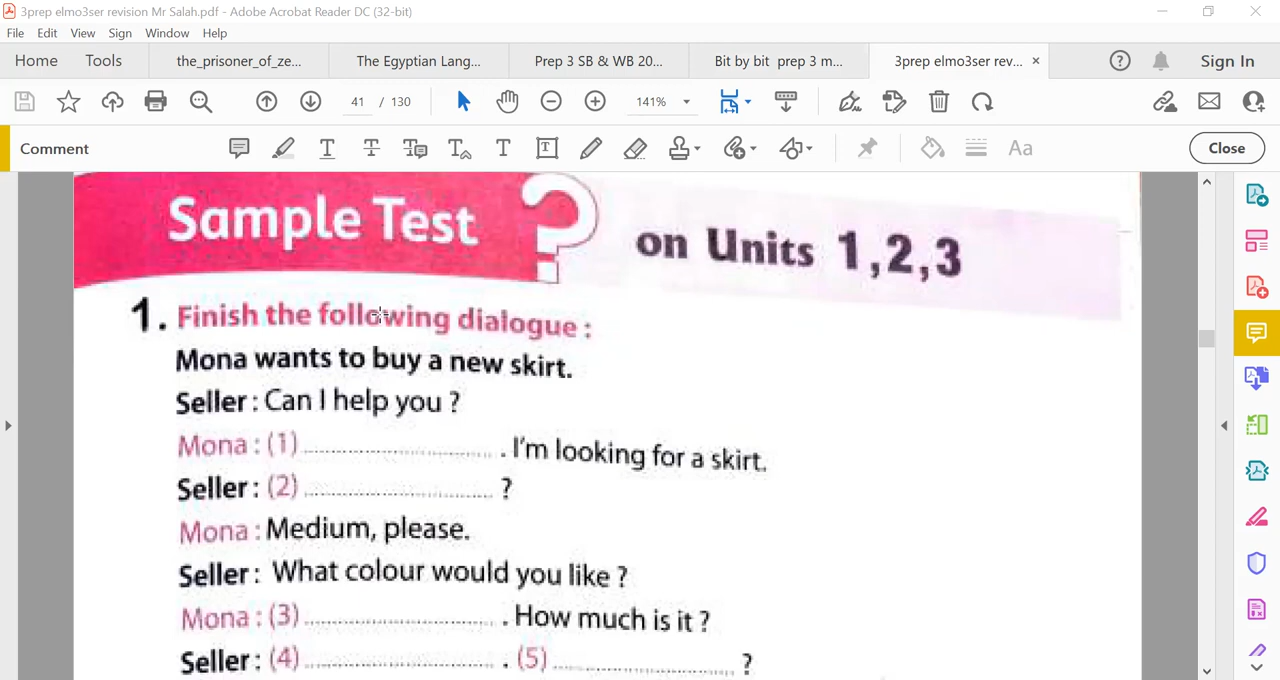 3prep elmo3ser revision Mr Salah.pdf - Adobe Acrobat Reader DC (32-bit)
File Edit View Sign Window Help
Home Tools the_prisoner_of_ze... The Egyptian Lang... Prep 3 SB & WB 20... Bit by bit prep 3 m... 3prep elmo3ser rev... × Sign In
41 / 130 141%
Comment Aa Close
Sample Test ? on Units 1,2,3
1. Finish the following dialogue :
Mona wants to buy a new skirt.
Seller : Can I help you ?
Mona : (1) ............................ . I'm looking for a skirt.
Seller : (2) ............................ ?
Mona : Medium, please.
Seller : What colour would you like ?
Mona : (3) ............................ . How much is it ?
Seller : (4) ............................ . (5) ............................ ?